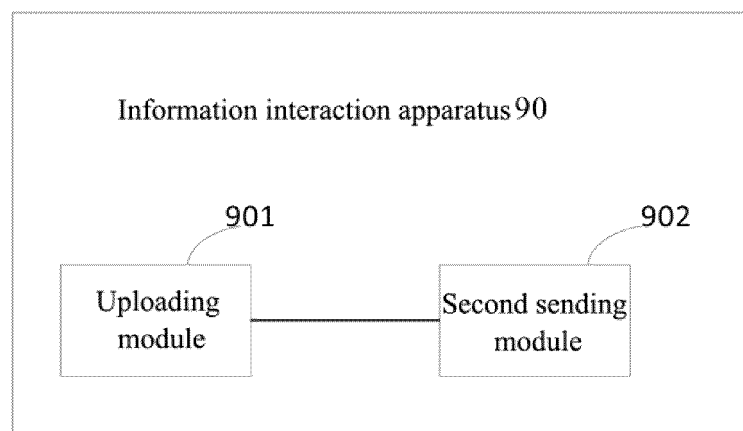 Information interaction apparatus 90
901
902
Uploading
module
Second sending
module